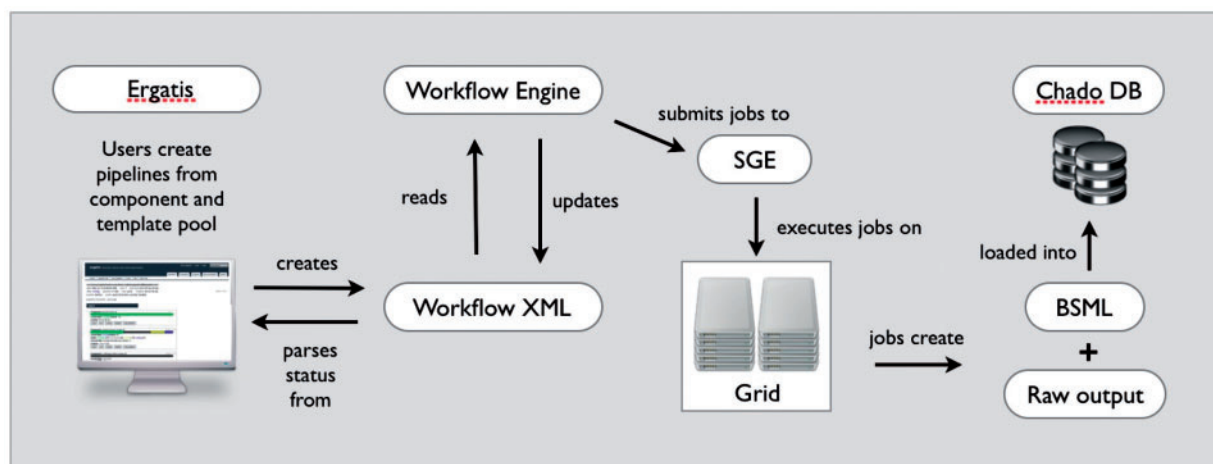 Ergatis
Users create
pipelines from
component and
template pool
creates
parses
status
from
Workflow Engine
reads
updates
Workflow XML
submits jobs to
SGE
executes jobs on
Grid
jobs create
Chado DB
loaded into
BSML
+
Raw output